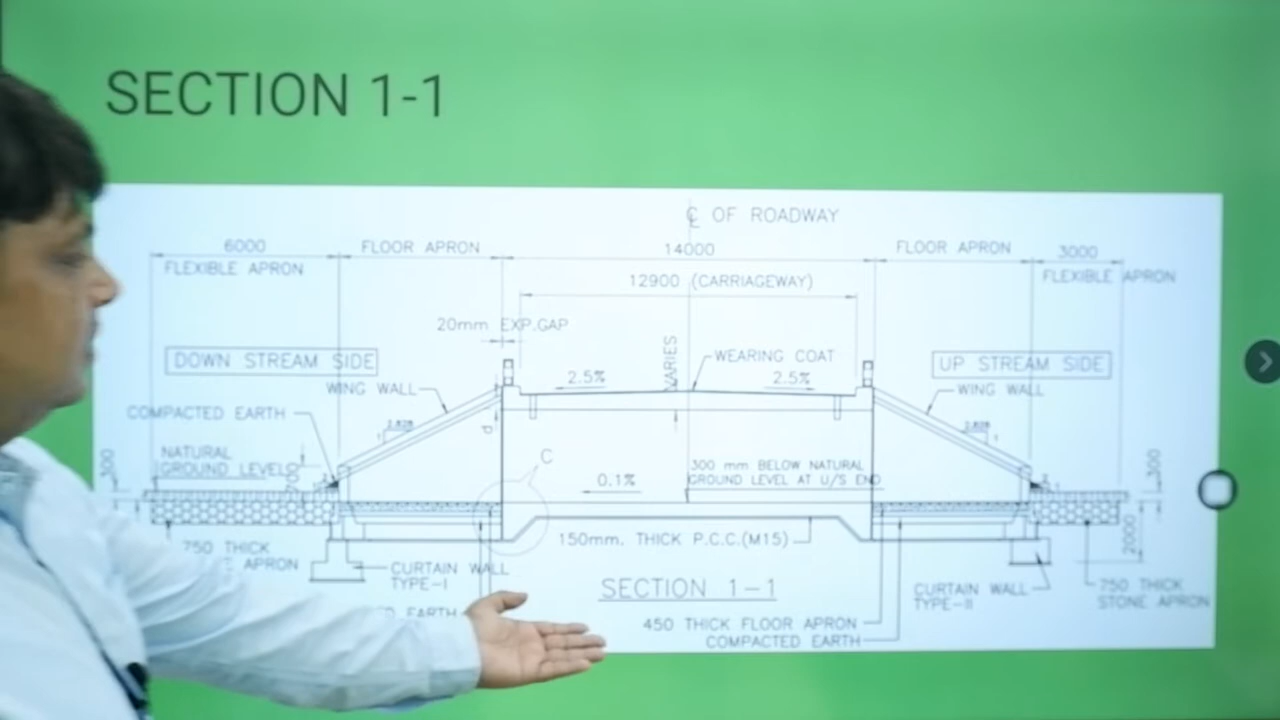 SECTION 1-1
℄ OF ROADWAY
6000
FLOOR APRON
14000
FLOOR APRON
3000
FLEXIBLE APRON
FLEXIBLE APRON
12900 (CARRIAGEWAY)
20mm EXP.GAP
VARIES
WEARING COAT
DOWN STREAM SIDE
UP STREAM SIDE
2.5%
2.5%
WING WALL
WING WALL
COMPACTED EARTH
1
1
d
NATURAL
GROUND LEVEL
300
C
300 mm BELOW NATURAL
GROUND LEVEL AT U/S END
0.1%
300
2000
150mm. THICK P.C.C.(M15)
750 THICK
APRON
CURTAIN WALL
TYPE-I
SECTION 1-1
CURTAIN WALL
TYPE-II
750 THICK
STONE APRON
EARTH
450 THICK FLOOR APRON
COMPACTED EARTH